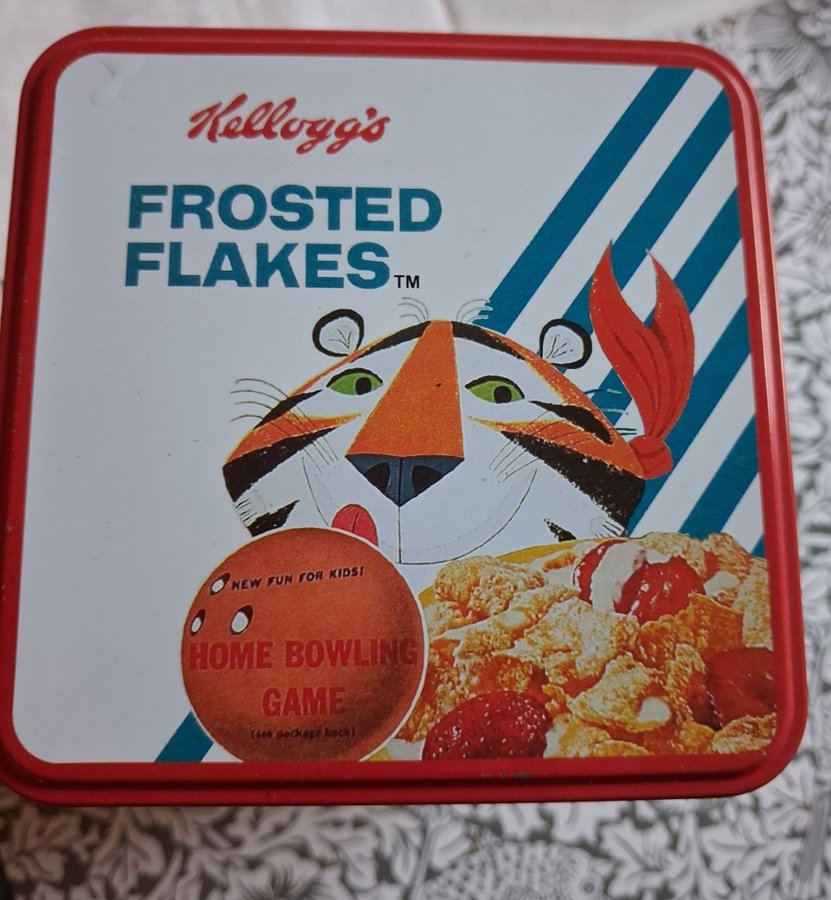 Kellogg's
FROSTED
FLAKES™
NEW FUN FOR KIDS!
HOME BOWLING
GAME
(see package back)